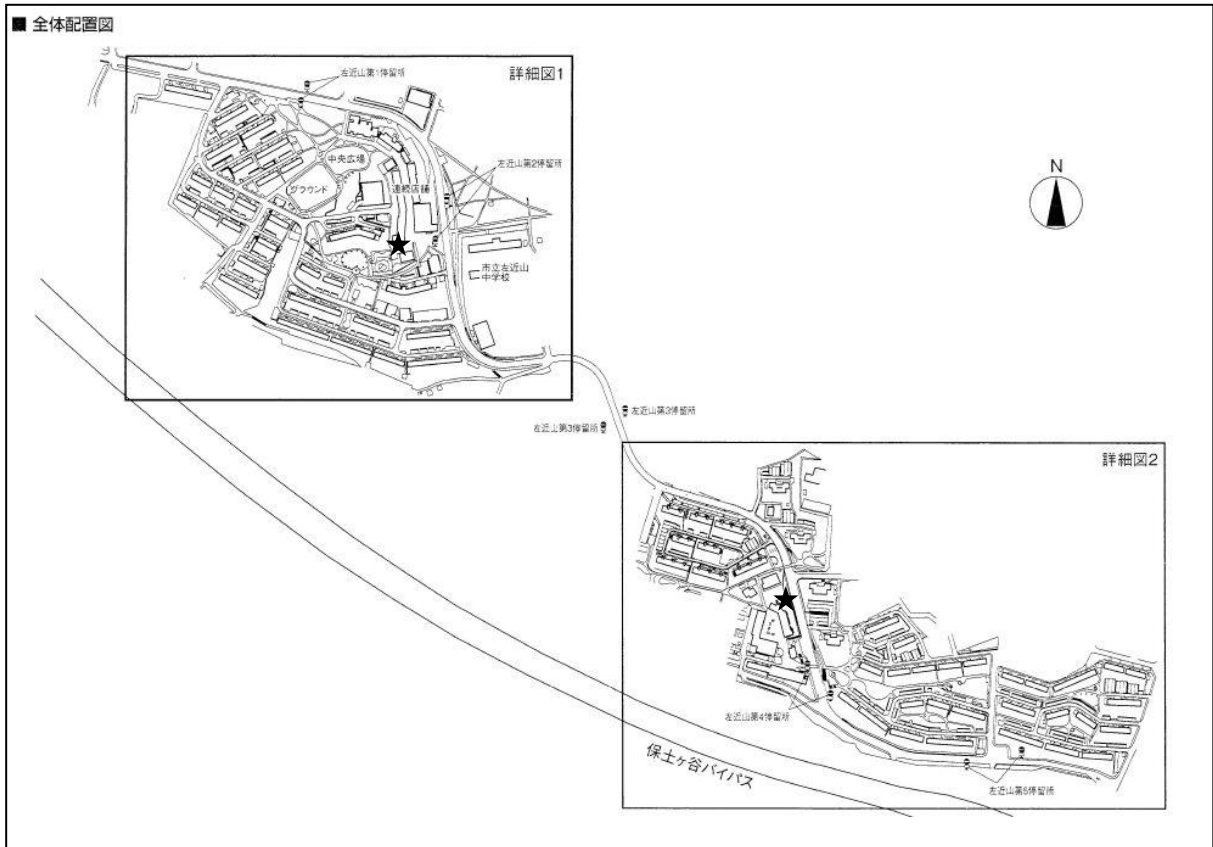 ■ 全体配置図
詳細図1
左近山第1停留所
中央広場
左近山第2停留所
グラウンド
連続店舗
市立左近山
中学校
N
左近山第3停留所
左近山第3停留所
詳細図2
左近山第4停留所
保土ヶ谷バイパス
左近山第5停留所